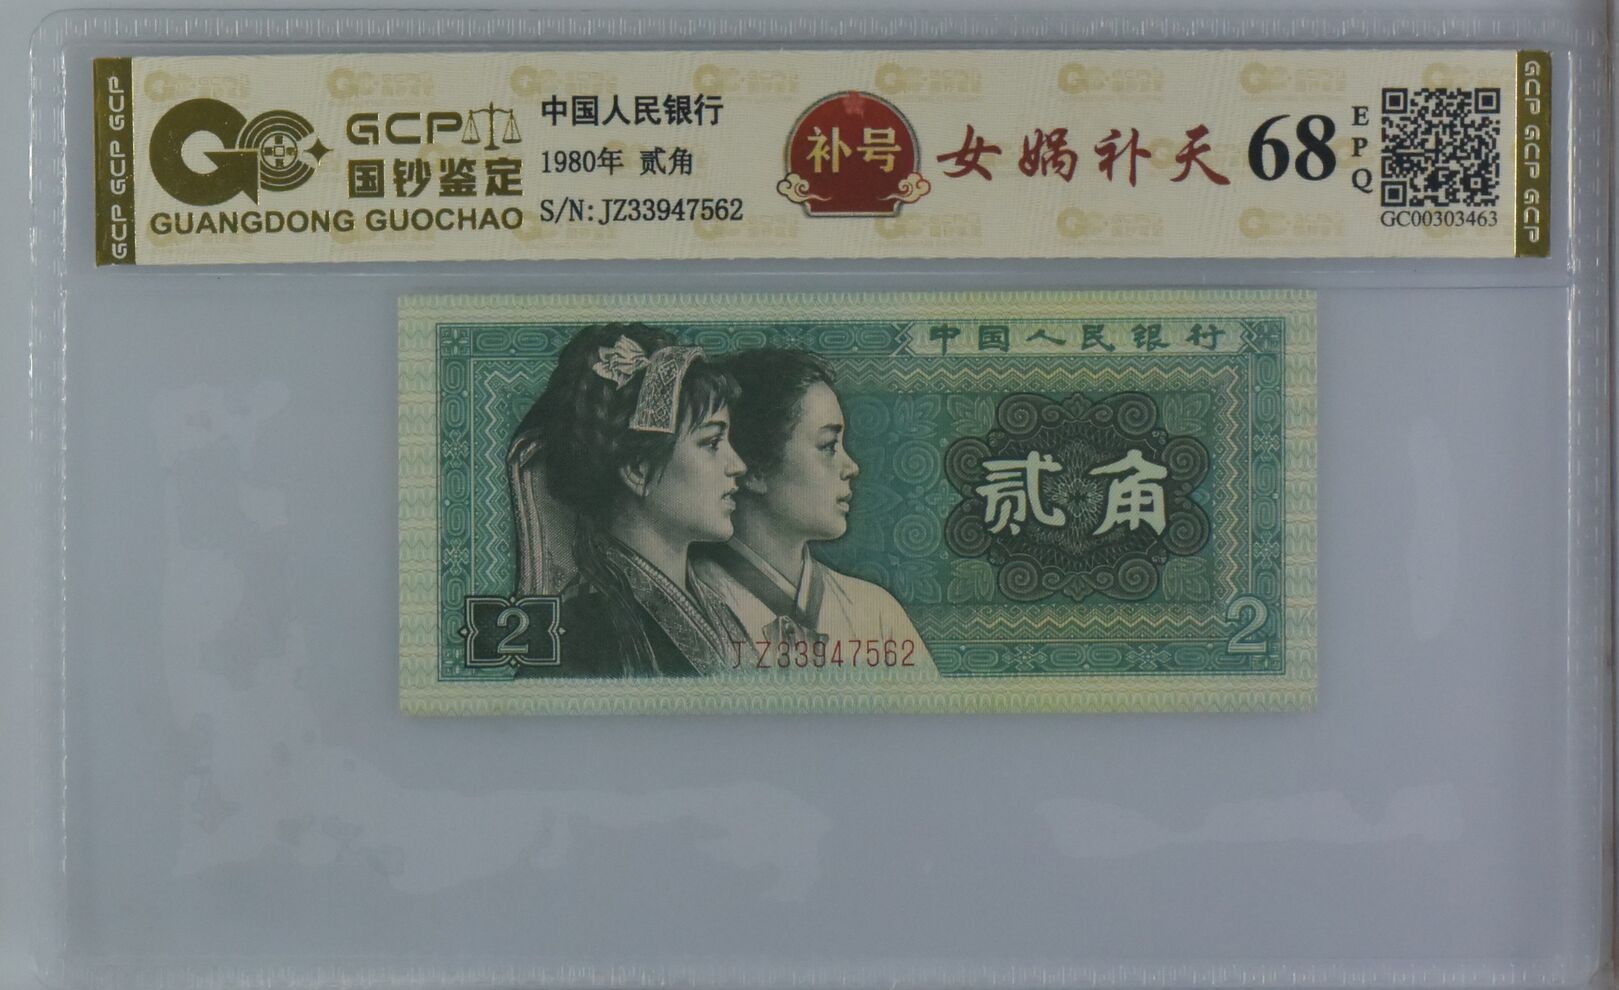 GCP GCP GCP
GCP
国钞鉴定
GUANGDONG GUOCHAO
中国人民银行
1980年 贰角
S/N:JZ33947562
补号
女娲补天
68
EPQ
GC00303463
GCP GCP GCP
中国人民银行
贰角
2
JZ33947562
2